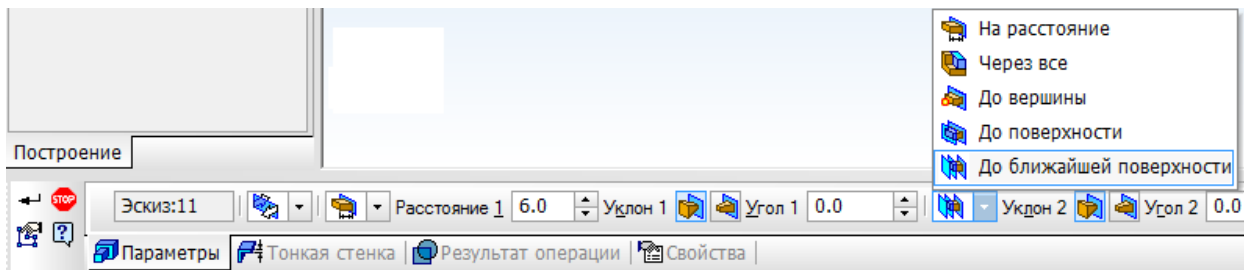 На расстояние
Через все
До вершины
До поверхности
До ближайшей поверхности
Построение
STOP Эскиз:11 Расстояние 1 6.0 Уклон 1 Угол 1 0.0 Уклон 2 Угол 2 0.0
Параметры Тонкая стенка Результат операции Свойства